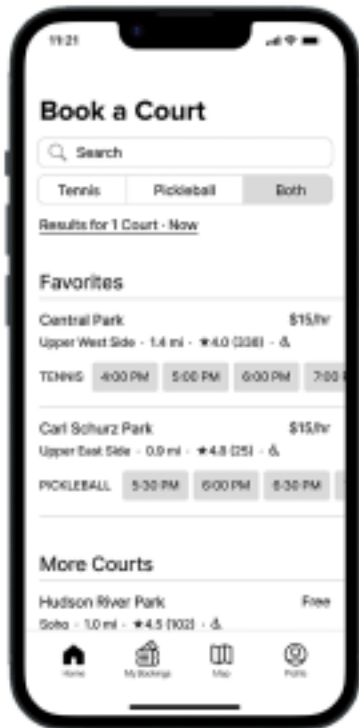 11:21
Book a Court
Search
Tennis Pickleball Both
Results for 1 Court · Now
Favorites
Central Park $15/hr
Upper West Side · 1.4 mi · ★4.0 (336) ·
TENNIS 4:00 PM 5:00 PM 6:00 PM 7:00
Carl Schurz Park $15/hr
Upper East Side · 0.9 mi · ★4.8 (25) ·
PICKLEBALL 5:30 PM 6:00 PM 6:30 PM
More Courts
Hudson River Park Free
Soho · 1.0 mi · ★4.5 (102) ·
Home My Bookings Map Profile